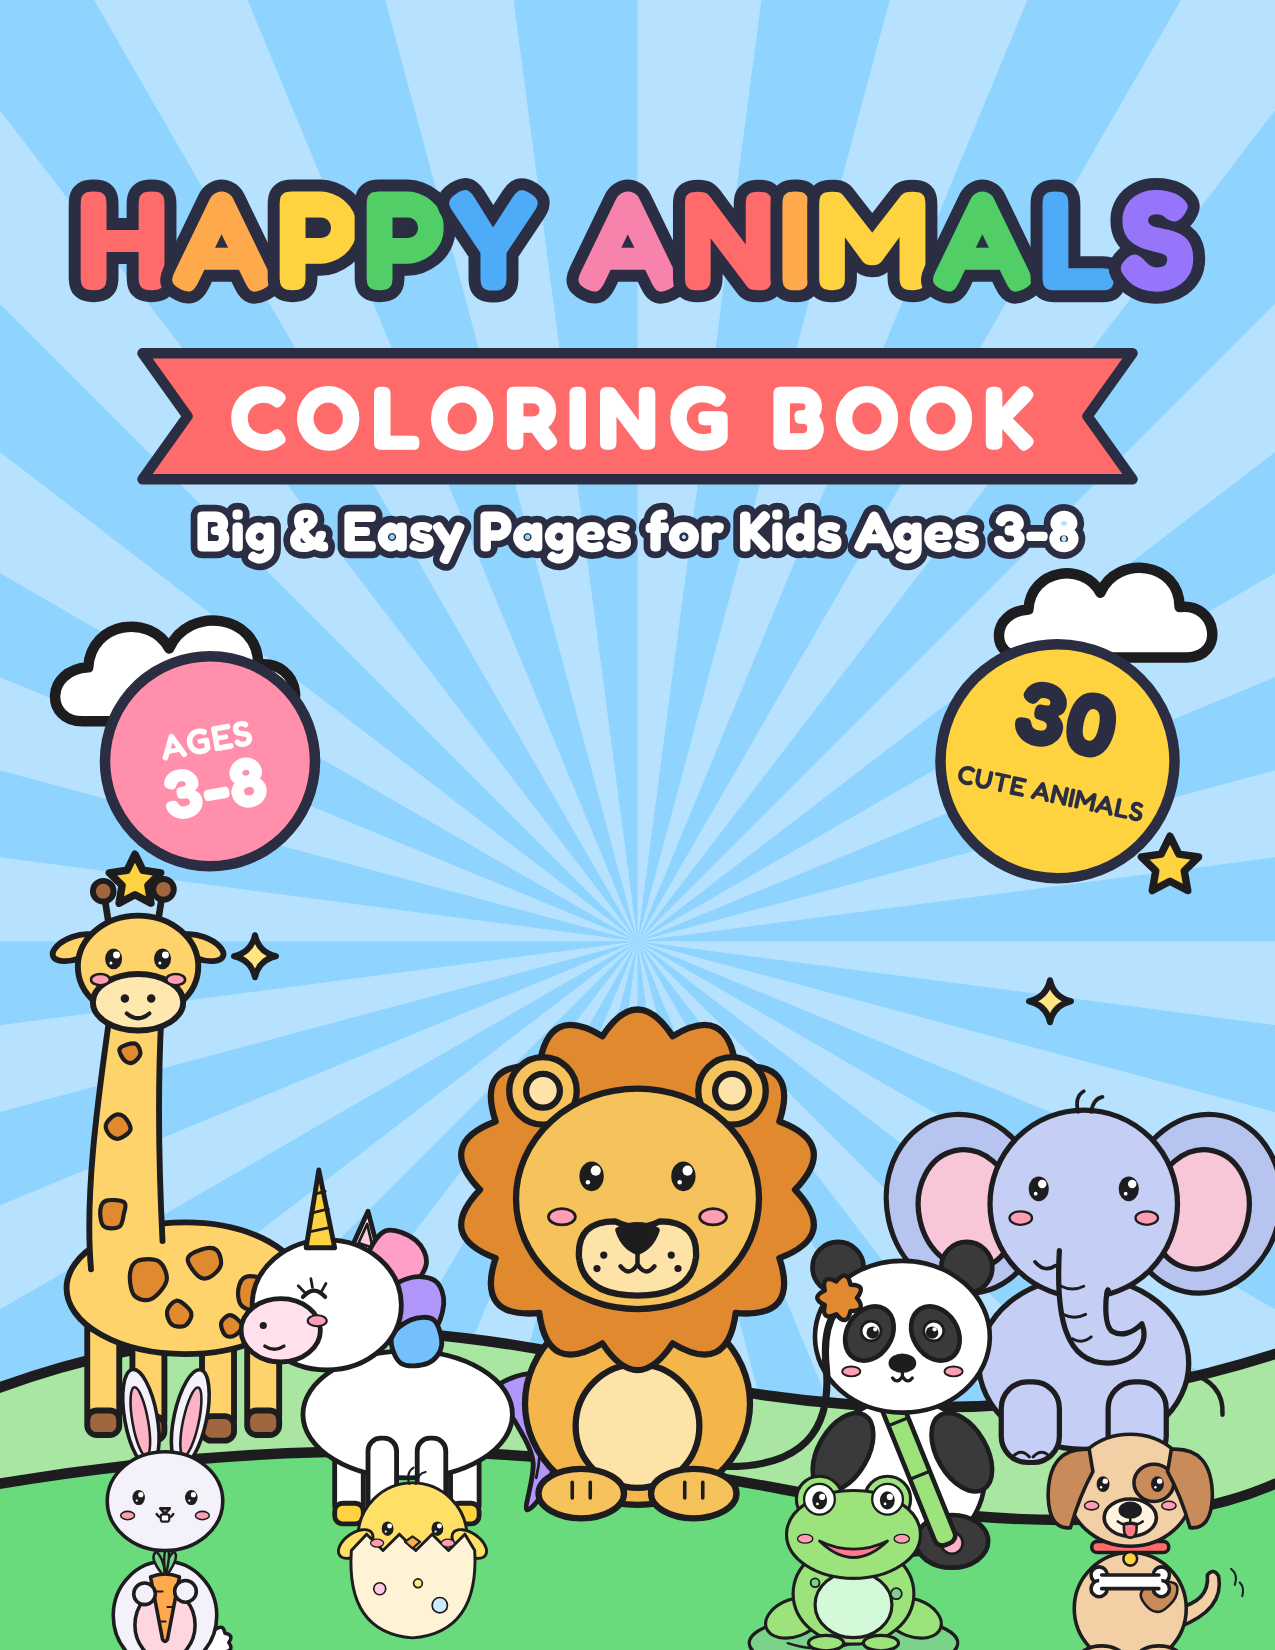 HAPPY ANIMALS
COLORING BOOK
Big & Easy Pages for Kids Ages 3-8
AGES
3-8
30
CUTE ANIMALS